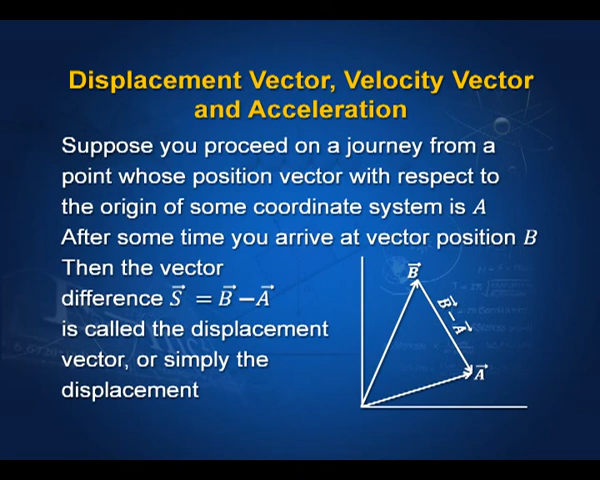 Displacement Vector, Velocity Vector
and Acceleration
Suppose you proceed on a journey from a
point whose position vector with respect to
the origin of some coordinate system is A
After some time you arrive at vector position B
Then the vector
difference S⃗ = B⃗ − A⃗
is called the displacement
vector, or simply the
displacement
B⃗
B⃗ − A⃗
A⃗